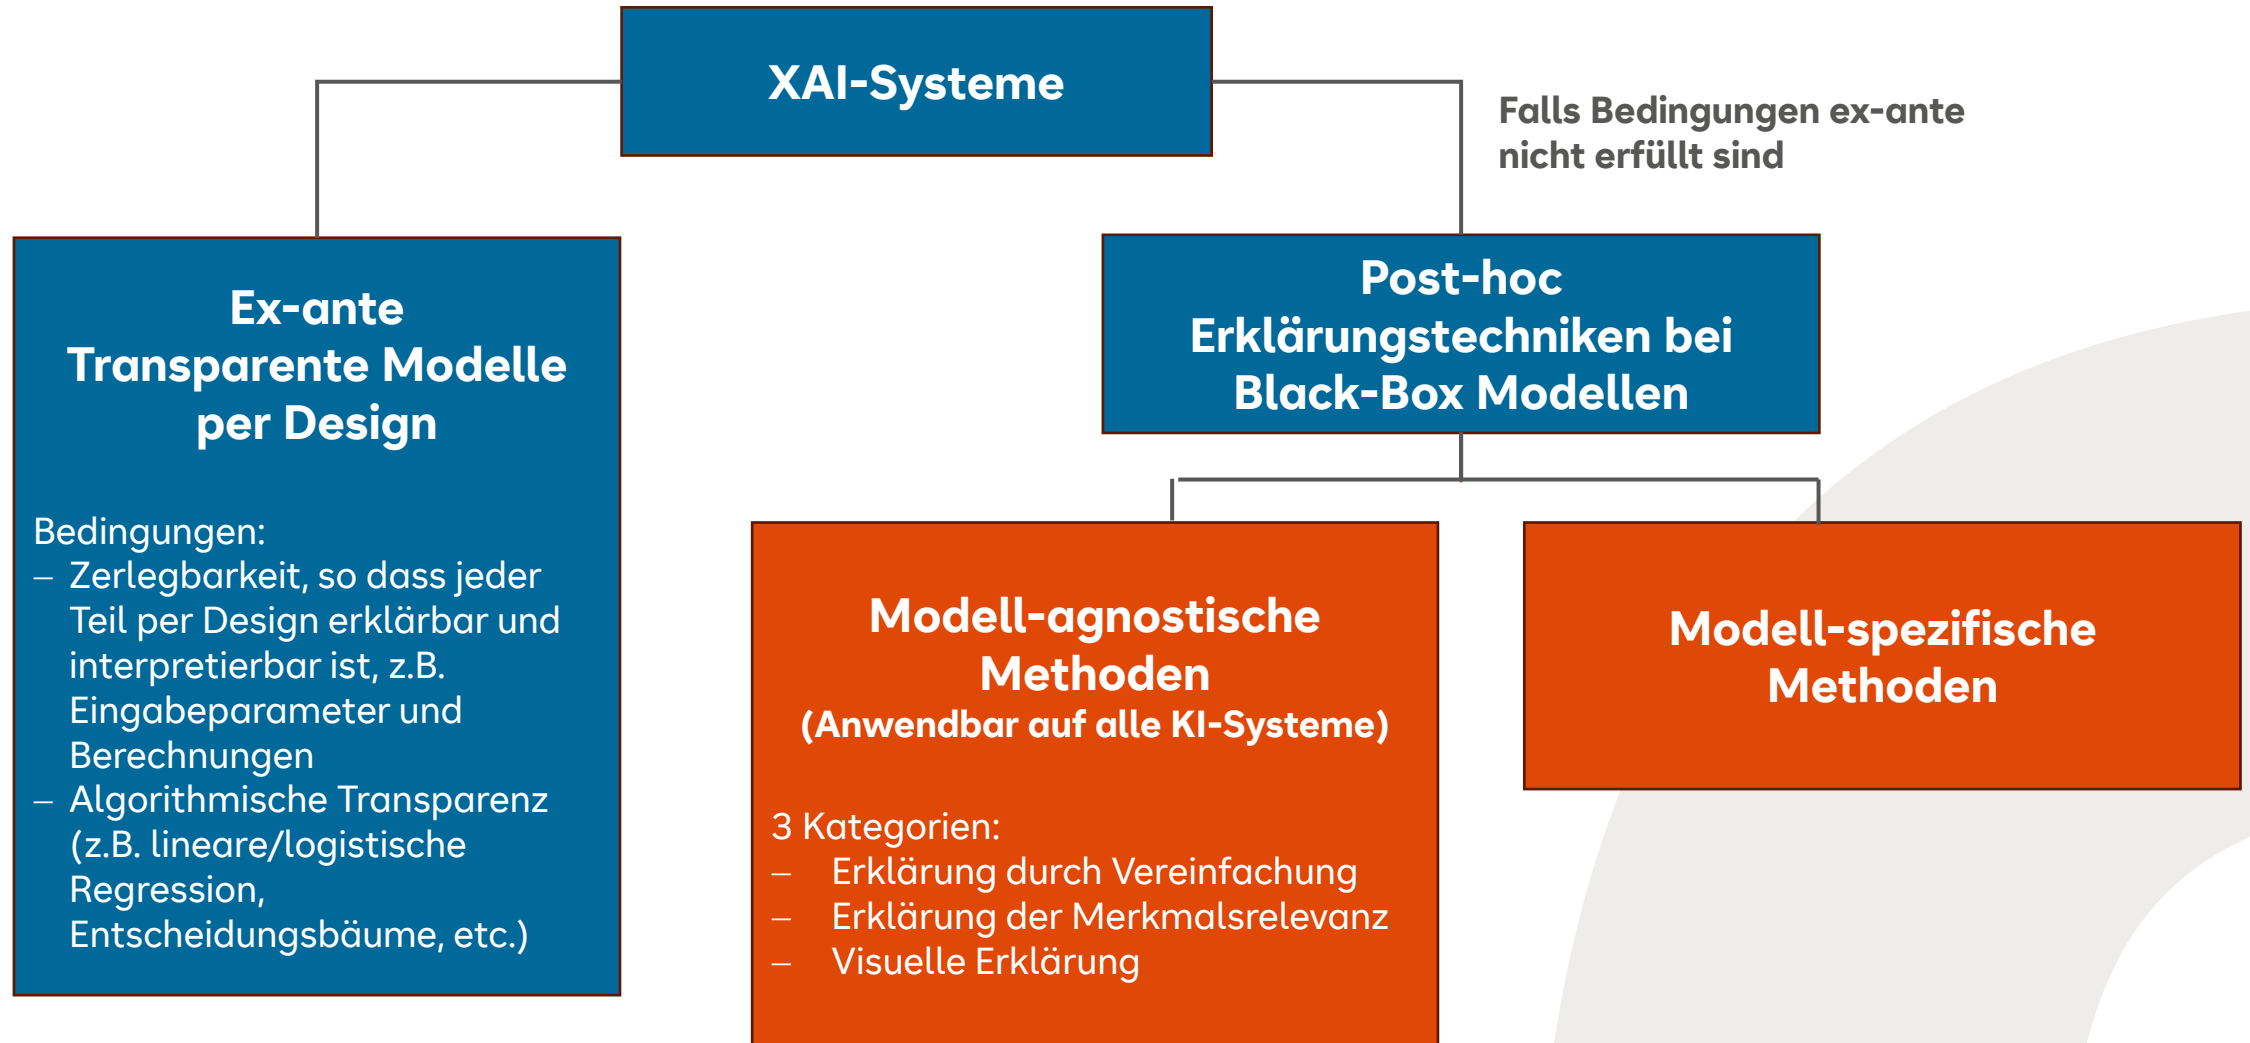 XAI-Systeme
Falls Bedingungen ex-ante
nicht erfüllt sind
Ex-ante
Transparente Modelle
per Design
Bedingungen:
– Zerlegbarkeit, so dass jeder
Teil per Design erklärbar und
interpretierbar ist, z.B.
Eingabeparameter und
Berechnungen
– Algorithmische Transparenz
(z.B. lineare/logistische
Regression,
Entscheidungsbäume, etc.)
Post-hoc
Erklärungstechniken bei
Black-Box Modellen
Modell-agnostische
Methoden
(Anwendbar auf alle KI-Systeme)
3 Kategorien:
– Erklärung durch Vereinfachung
– Erklärung der Merkmalsrelevanz
– Visuelle Erklärung
Modell-spezifische
Methoden